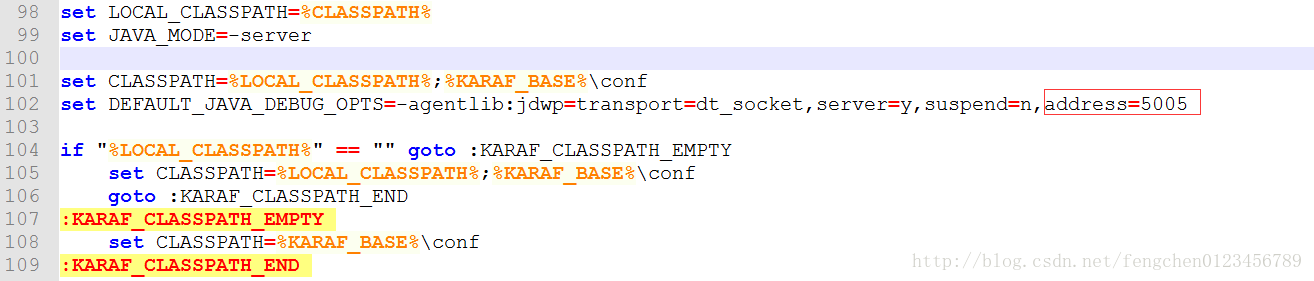 98 set LOCAL_CLASSPATH=%CLASSPATH%
99 set JAVA_MODE=-server
100
101 set CLASSPATH=%LOCAL_CLASSPATH%;%KARAF_BASE%\conf
102 set DEFAULT_JAVA_DEBUG_OPTS=-agentlib:jdwp=transport=dt_socket,server=y,suspend=n,address=5005
103
104 if "%LOCAL_CLASSPATH%" == "" goto :KARAF_CLASSPATH_EMPTY
105     set CLASSPATH=%LOCAL_CLASSPATH%;%KARAF_BASE%\conf
106     goto :KARAF_CLASSPATH_END
107 :KARAF_CLASSPATH_EMPTY
108     set CLASSPATH=%KARAF_BASE%\conf
109 :KARAF_CLASSPATH_END
http://blog.csdn.net/fengchen0123456789